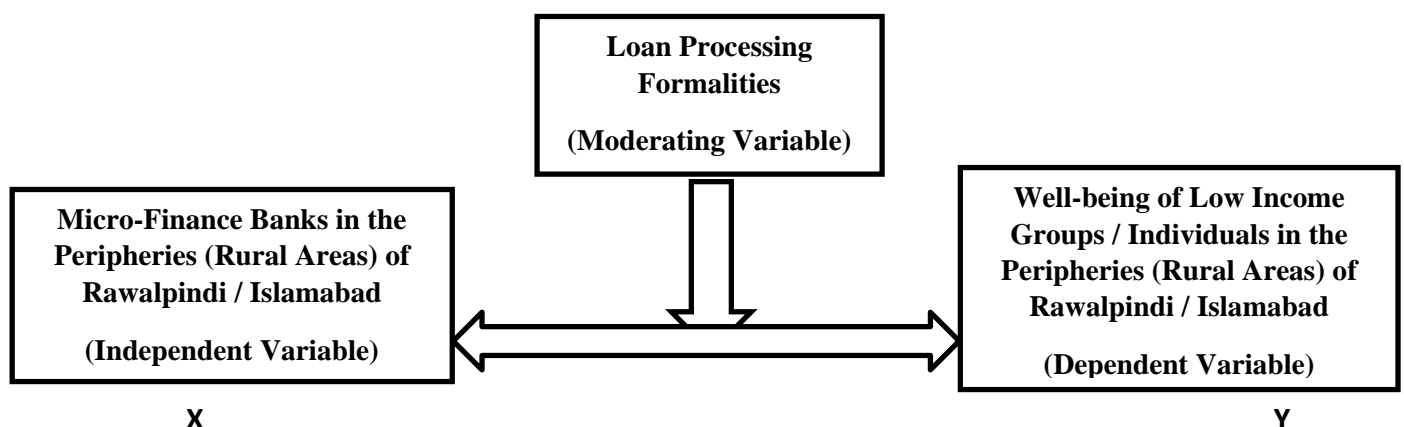 Loan Processing
Formalities
(Moderating Variable)
Micro-Finance Banks in the
Peripheries (Rural Areas) of
Rawalpindi / Islamabad
(Independent Variable)
Well-being of Low Income
Groups / Individuals in the
Peripheries (Rural Areas) of
Rawalpindi / Islamabad
(Dependent Variable)
X
Y